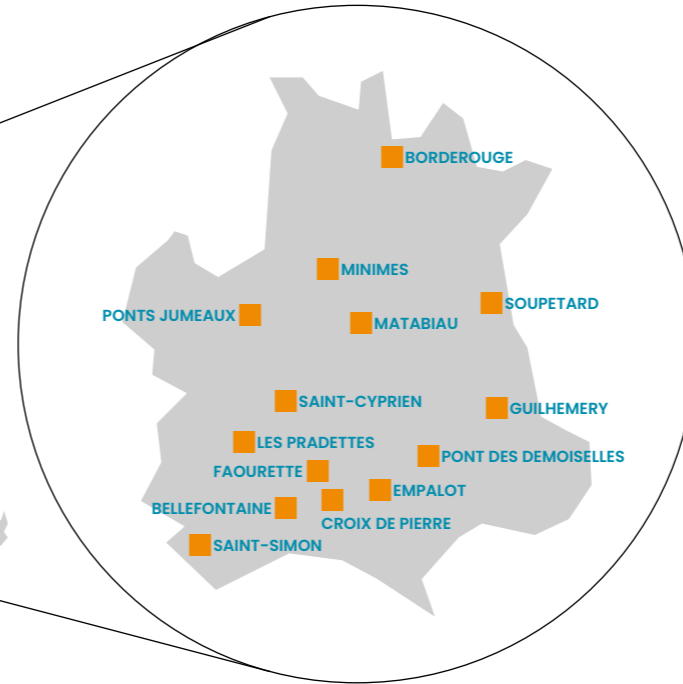 BORDEROUGE
MINIMES
SOUPETARD
PONTS JUMEAUX
MATABIAU
SAINT-CYPRIEN
GUILHEMERY
LES PRADETTES
PONT DES DEMOISELLES
FAOURETTE
EMPALOT
BELLEFONTAINE
CROIX DE PIERRE
SAINT-SIMON